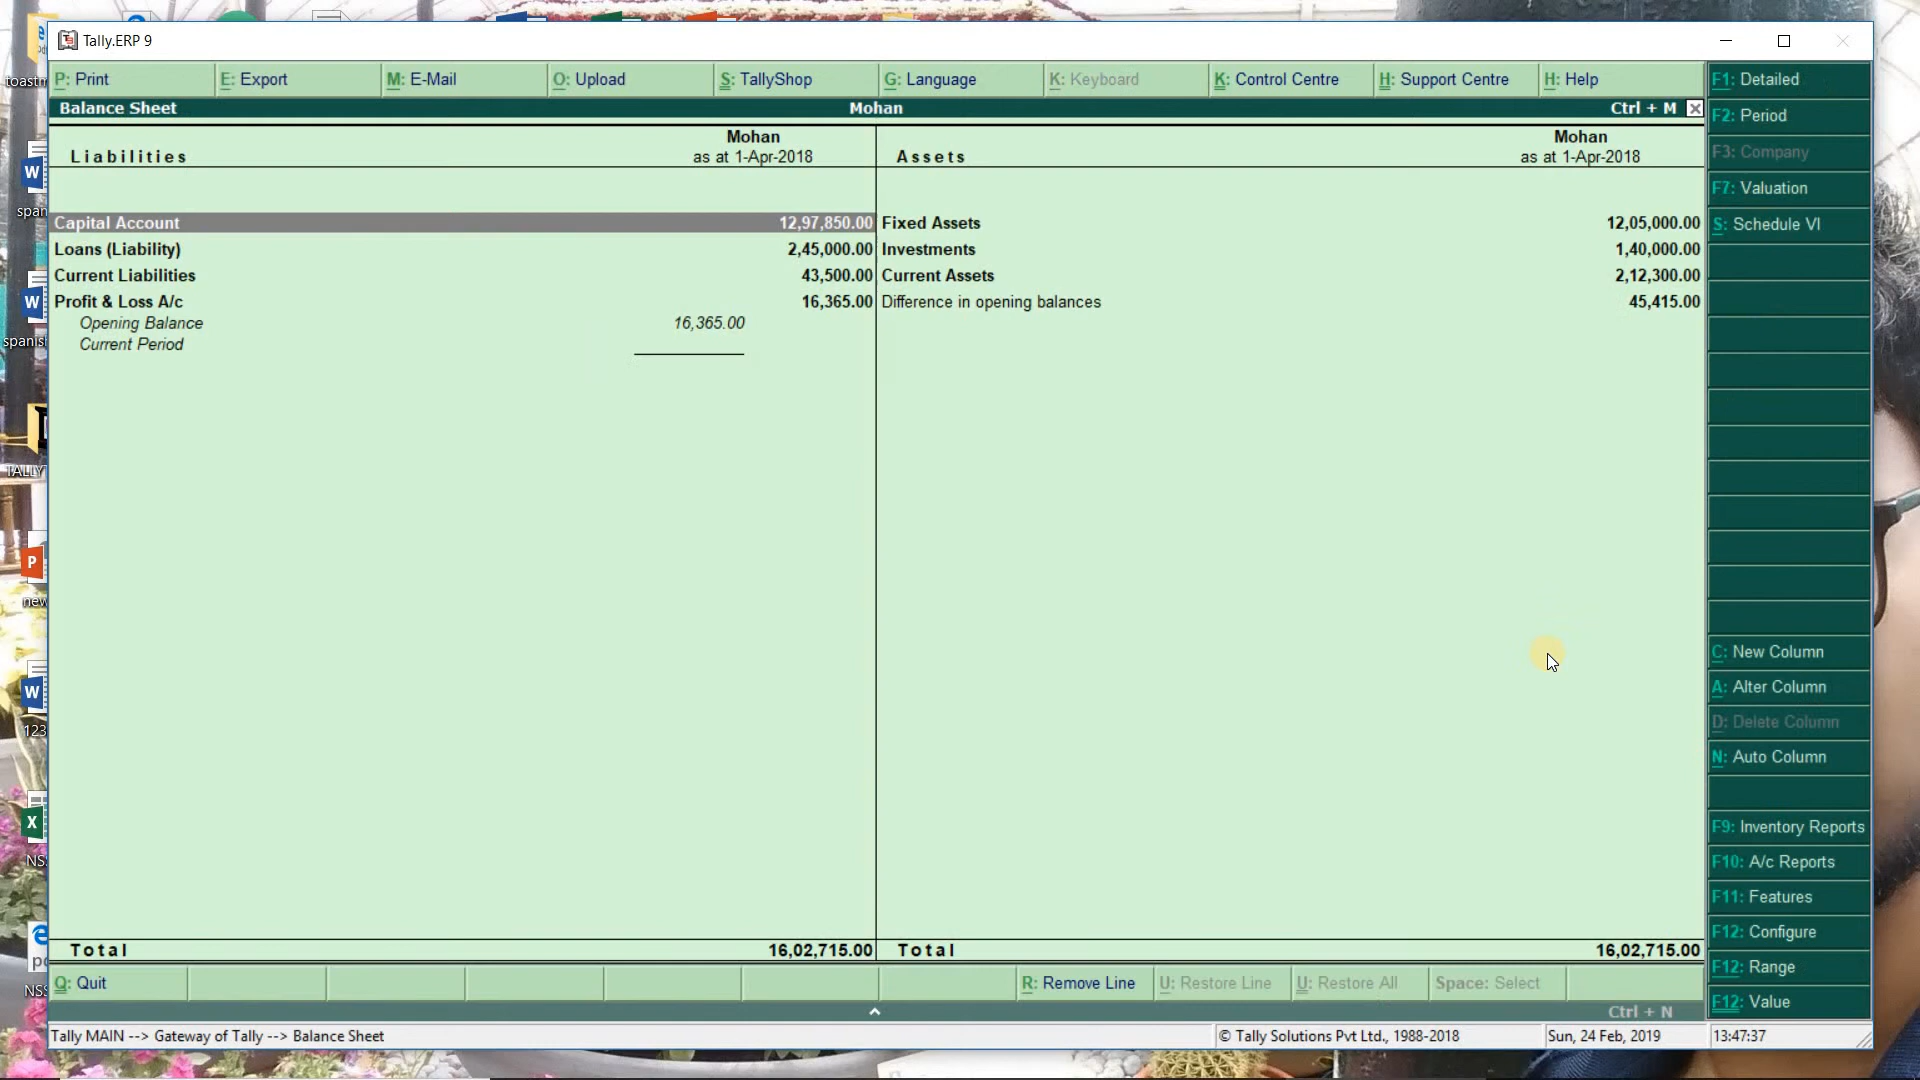 Tally.ERP 9
P: Print E: Export M: E-Mail O: Upload S: TallyShop G: Language K: Keyboard K: Control Centre H: Support Centre H: Help
Balance Sheet Mohan Ctrl + M
Liabilities
Mohan
as at 1-Apr-2018
Capital Account 12,97,850.00
Loans (Liability) 2,45,000.00
Current Liabilities 43,500.00
Profit & Loss A/c 16,365.00
Opening Balance 16,365.00
Current Period
Total 16,02,715.00
Assets
Mohan
as at 1-Apr-2018
Fixed Assets 12,05,000.00
Investments 1,40,000.00
Current Assets 2,12,300.00
Difference in opening balances 45,415.00
Total 16,02,715.00
F1: Detailed
F2: Period
F3: Company
F7: Valuation
S: Schedule VI
C: New Column
A: Alter Column
D: Delete Column
N: Auto Column
F9: Inventory Reports
F10: A/c Reports
F11: Features
F12: Configure
F12: Range
F12: Value
Q: Quit R: Remove Line U: Restore Line U: Restore All Space: Select
Ctrl + N
Tally MAIN --> Gateway of Tally --> Balance Sheet © Tally Solutions Pvt Ltd., 1988-2018 Sun, 24 Feb, 2019 13:47:37
toastm
span
spanis
TALLY
new
123
NS
NSS